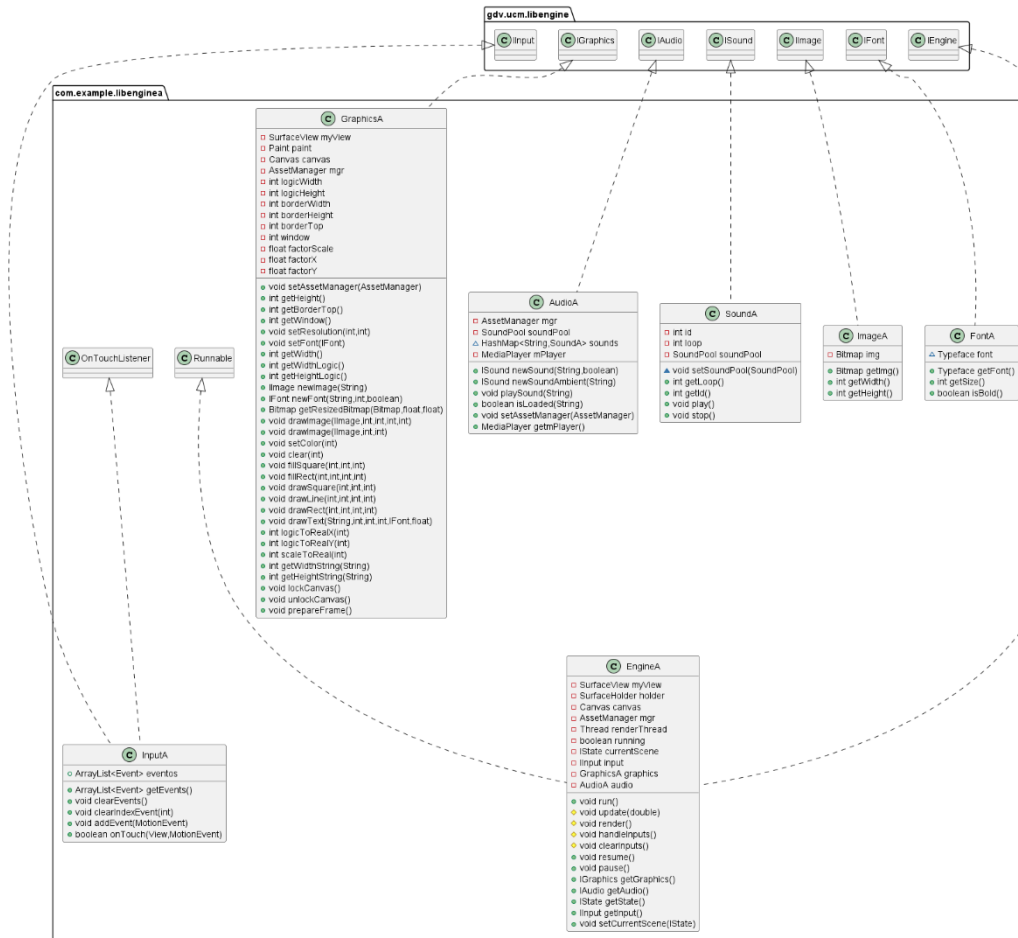 gdv.ucm.libengine
C IInput
C IGraphics
C IAudio
C ISound
C IImage
C IFont
C IEngine
com.example.libenginea
C GraphicsA
SurfaceView myView
Paint paint
Canvas canvas
AssetManager mgr
int logicWidth
int logicHeight
int borderWidth
int borderHeight
int borderTop
int window
float factorScale
float factorX
float factorY
void setAssetManager(AssetManager)
int getHeight()
int getBorderTop()
int getWindow()
void setResolution(int,int)
void setFont(IFont)
int getWidth()
int getWidthLogic()
int getHeightLogic()
IImage newImage(String)
IFont newFont(String,int,boolean)
Bitmap getResizedBitmap(Bitmap,float,float)
void drawImage(IImage,int,int,int,int)
void drawImage(IImage,int,int)
void setColor(int)
void clear(int)
void fillSquare(int,int,int)
void fillRect(int,int,int,int)
void drawSquare(int,int,int)
void drawLine(int,int,int,int)
void drawRect(int,int,int,int)
void drawText(String,int,int,int,IFont,float)
int logicToRealX(int)
int logicToRealY(int)
int scaleToReal(int)
int getWidthString(String)
int getHeightString(String)
void lockCanvas()
void unlockCanvas()
void prepareFrame()
C AudioA
AssetManager mgr
SoundPool soundPool
HashMap<String,SoundA> sounds
MediaPlayer mPlayer
ISound newSound(String,boolean)
ISound newSoundAmbient(String)
void playSound(String)
boolean isLoaded(String)
void setAssetManager(AssetManager)
MediaPlayer getmPlayer()
C SoundA
int id
int loop
SoundPool soundPool
void setSoundPool(SoundPool)
int getLoop()
int getId()
void play()
void stop()
C ImageA
Bitmap img
Bitmap getImg()
int getWidth()
int getHeight()
C FontA
Typeface font
Typeface getFont()
int getSize()
boolean isBold()
C OnTouchListener
C Runnable
C EngineA
SurfaceView myView
SurfaceHolder holder
Canvas canvas
AssetManager mgr
Thread renderThread
boolean running
IState currentScene
IInput input
GraphicsA graphics
AudioA audio
void run()
void update(double)
void render()
void handleInputs()
void clearInputs()
void resume()
void pause()
IGraphics getGraphics()
IAudio getAudio()
IState getState()
IInput getInput()
void setCurrentScene(IState)
C InputA
ArrayList<Event> eventos
ArrayList<Event> getEvents()
void clearEvents()
void clearIndexEvent(int)
void addEvent(MotionEvent)
boolean onTouch(View,MotionEvent)